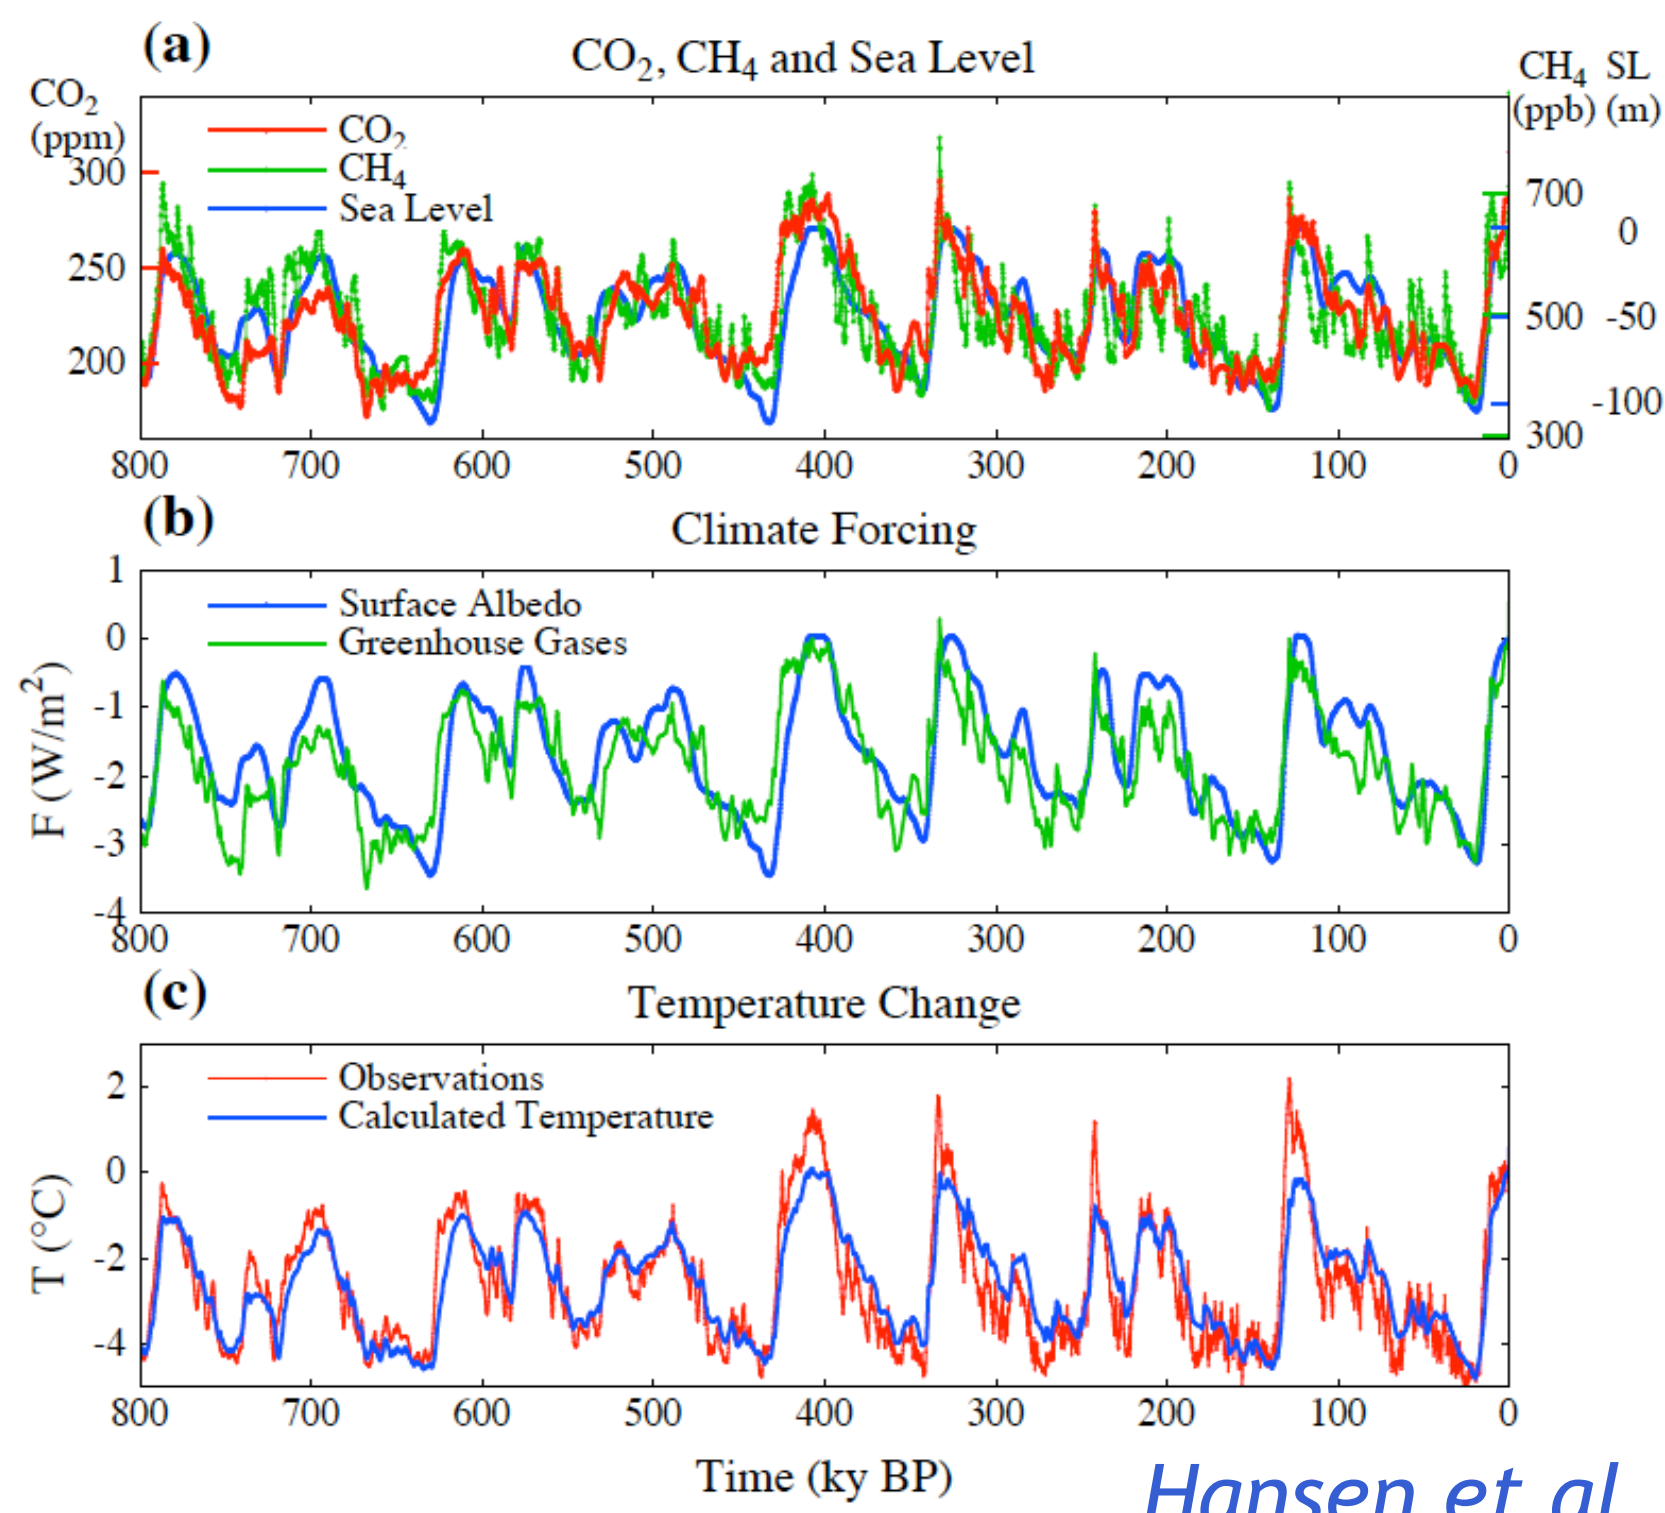 (a)
CO₂, CH₄ and Sea Level
CO₂
(ppm)
CH₄ SL
(ppb) (m)
CO₂
CH₄
Sea Level
300
250
200
700
0
500 -50
-100
300
800 700 600 500 400 300 200 100 0
(b)
Climate Forcing
Surface Albedo
Greenhouse Gases
F (W/m²)
1
0
-1
-2
-3
-4
800 700 600 500 400 300 200 100 0
(c)
Temperature Change
Observations
Calculated Temperature
T (°C)
2
0
-2
-4
800 700 600 500 400 300 200 100 0
Time (ky BP)
Hansen et al